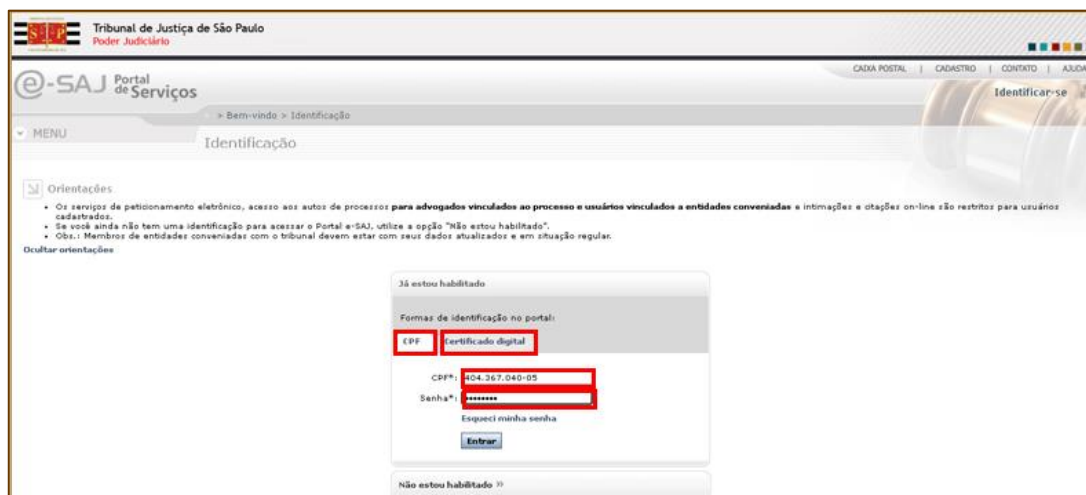 Tribunal de Justiça de São Paulo
Poder Judiciário
CAIXA POSTAL | CADASTRO | CONTATO | AJUDA
e-SAJ Portal de Serviços
Identificar-se
> Bem-vindo > Identificação
MENU
Identificação
Orientações
• Os serviços de peticionamento eletrônico, acesso aos autos de processos para advogados vinculados ao processo e usuários vinculados a entidades conveniadas e intimações e citações on-line são restritos para usuários
cadastrados.
• Se você ainda não tem uma identificação para acessar o Portal e-SAJ, utilize a opção "Não estou habilitado".
• Obs.: Membros de entidades conveniadas com o tribunal devem estar com seus dados atualizados e em situação regular.
Ocultar orientações
Já estou habilitado
Formas de identificação no portal:
CPF Certificado digital
CPF*: 404.367.040-05
Senha*: ••••••••
Esqueci minha senha
Entrar
Não estou habilitado »